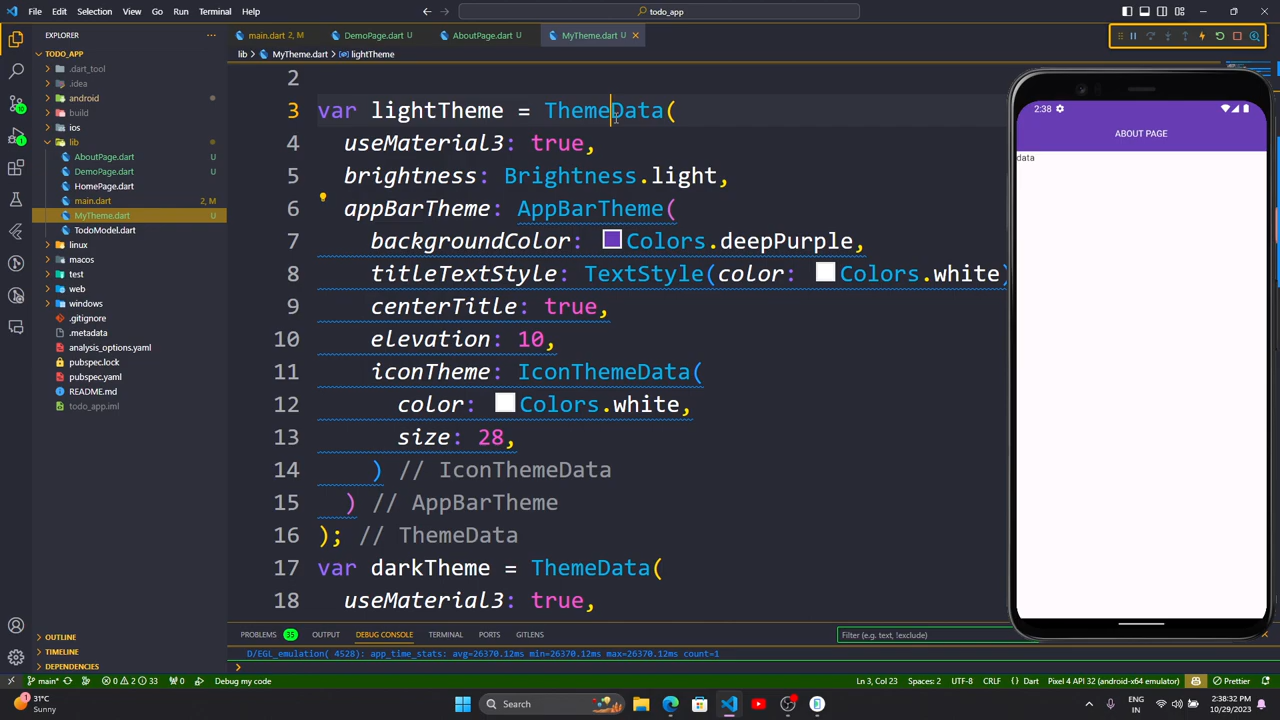 File Edit Selection View Go Run Terminal Help
todo_app
EXPLORER
main.dart 2, M
DemoPage.dart U
AboutPage.dart U
MyTheme.dart U
lib > MyTheme.dart > lightTheme
TODO_APP
.dart_tool
.idea
android
build
ios
lib
AboutPage.dart U
DemoPage.dart U
HomePage.dart
main.dart 2, M
MyTheme.dart U
TodoModel.dart
linux
macos
test
web
windows
.gitignore
.metadata
analysis_options.yaml
pubspec.lock
pubspec.yaml
README.md
todo_app.iml
OUTLINE
TIMELINE
DEPENDENCIES
2
3 var lightTheme = ThemeData(
4 useMaterial3: true,
5 brightness: Brightness.light,
6 appBarTheme: AppBarTheme(
7 backgroundColor: Colors.deepPurple,
8 titleTextStyle: TextStyle(color: Colors.white)
9 centerTitle: true,
10 elevation: 10,
11 iconTheme: IconThemeData(
12 color: Colors.white,
13 size: 28,
14 ) // IconThemeData
15 ) // AppBarTheme
16 ); // ThemeData
17 var darkTheme = ThemeData(
18 useMaterial3: true,
2:38
ABOUT PAGE
data
PROBLEMS 35 OUTPUT DEBUG CONSOLE TERMINAL PORTS GITLENS
Filter (e.g. text, !exclude)
D/EGL_emulation( 4528): app_time_stats: avg=26370.12ms min=26370.12ms max=26370.12ms count=1
main* 0 2 33 0 Debug my code
Ln 3, Col 23 Spaces: 2 UTF-8 CRLF {} Dart Pixel 4 API 32 (android-x64 emulator) Prettier
1
31°C
Sunny
Search
ENG
IN
2:38:32 PM
10/29/2023